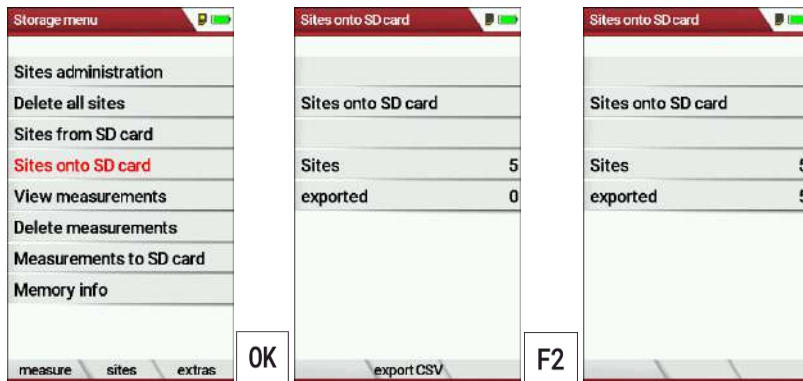 Storage menu
Sites administration
Delete all sites
Sites from SD card
Sites onto SD card
View measurements
Delete measurements
Measurements to SD card
Memory info
measure sites extras
OK
Sites onto SD card
Sites onto SD card
Sites 5
exported 0
export CSV
F2
Sites onto SD card
Sites onto SD card
Sites 5
exported 5